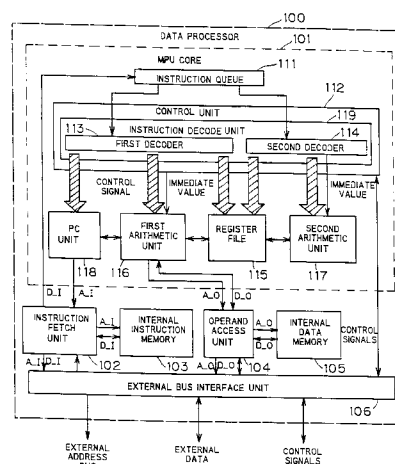 100
DATA PROCESSOR
101
MPU CORE
INSTRUCTION QUEUE
111
112
CONTROL UNIT
119
INSTRUCTION DECODE UNIT
113
114
FIRST DECODER
SECOND DECODER
CONTROL SIGNAL
IMMEDIATE VALUE
IMMEDIATE VALUE
PC UNIT
FIRST ARITHMETIC UNIT
REGISTER FILE
SECOND ARITHMETIC UNIT
118
116
115
117
D_I
A_I
A_O
D_O
INSTRUCTION FETCH UNIT
A_I
D_I
INTERNAL INSTRUCTION MEMORY
OPERAND ACCESS UNIT
A_O
D_O
INTERNAL DATA MEMORY
CONTROL SIGNALS
A_I
D_I
102
103
A_O
D_O
104
105
EXTERNAL BUS INTERFACE UNIT
106
EXTERNAL ADDRESS
EXTERNAL DATA
CONTROL SIGNALS